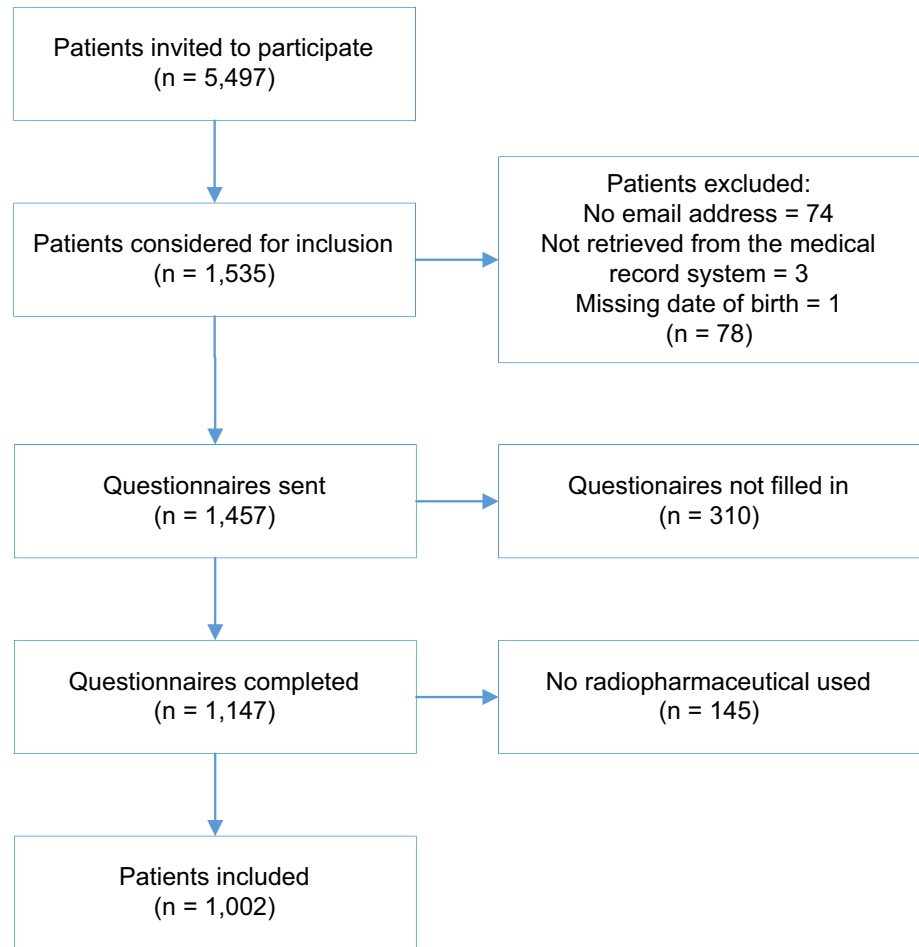 Patients invited to participate
(n = 5,497)
Patients considered for inclusion
(n = 1,535)
Patients excluded:
No email address = 74
Not retrieved from the medical
record system = 3
Missing date of birth = 1
(n = 78)
Questionnaires sent
(n = 1,457)
Questionaires not filled in
(n = 310)
Questionnaires completed
(n = 1,147)
No radiopharmaceutical used
(n = 145)
Patients included
(n = 1,002)